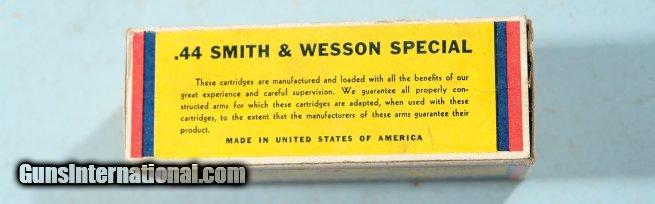 .44 SMITH & WESSON SPECIAL
These cartridges are manufactured and loaded with all the benefits of our
great experience and careful supervision. We guarantee all properly con-
structed arms for which these cartridges are adapted, when used with these
cartridges, to the extent that the manufacturers of these arms guarantee their
product.
MADE IN UNITED STATES OF AMERICA
GunsInternational.com